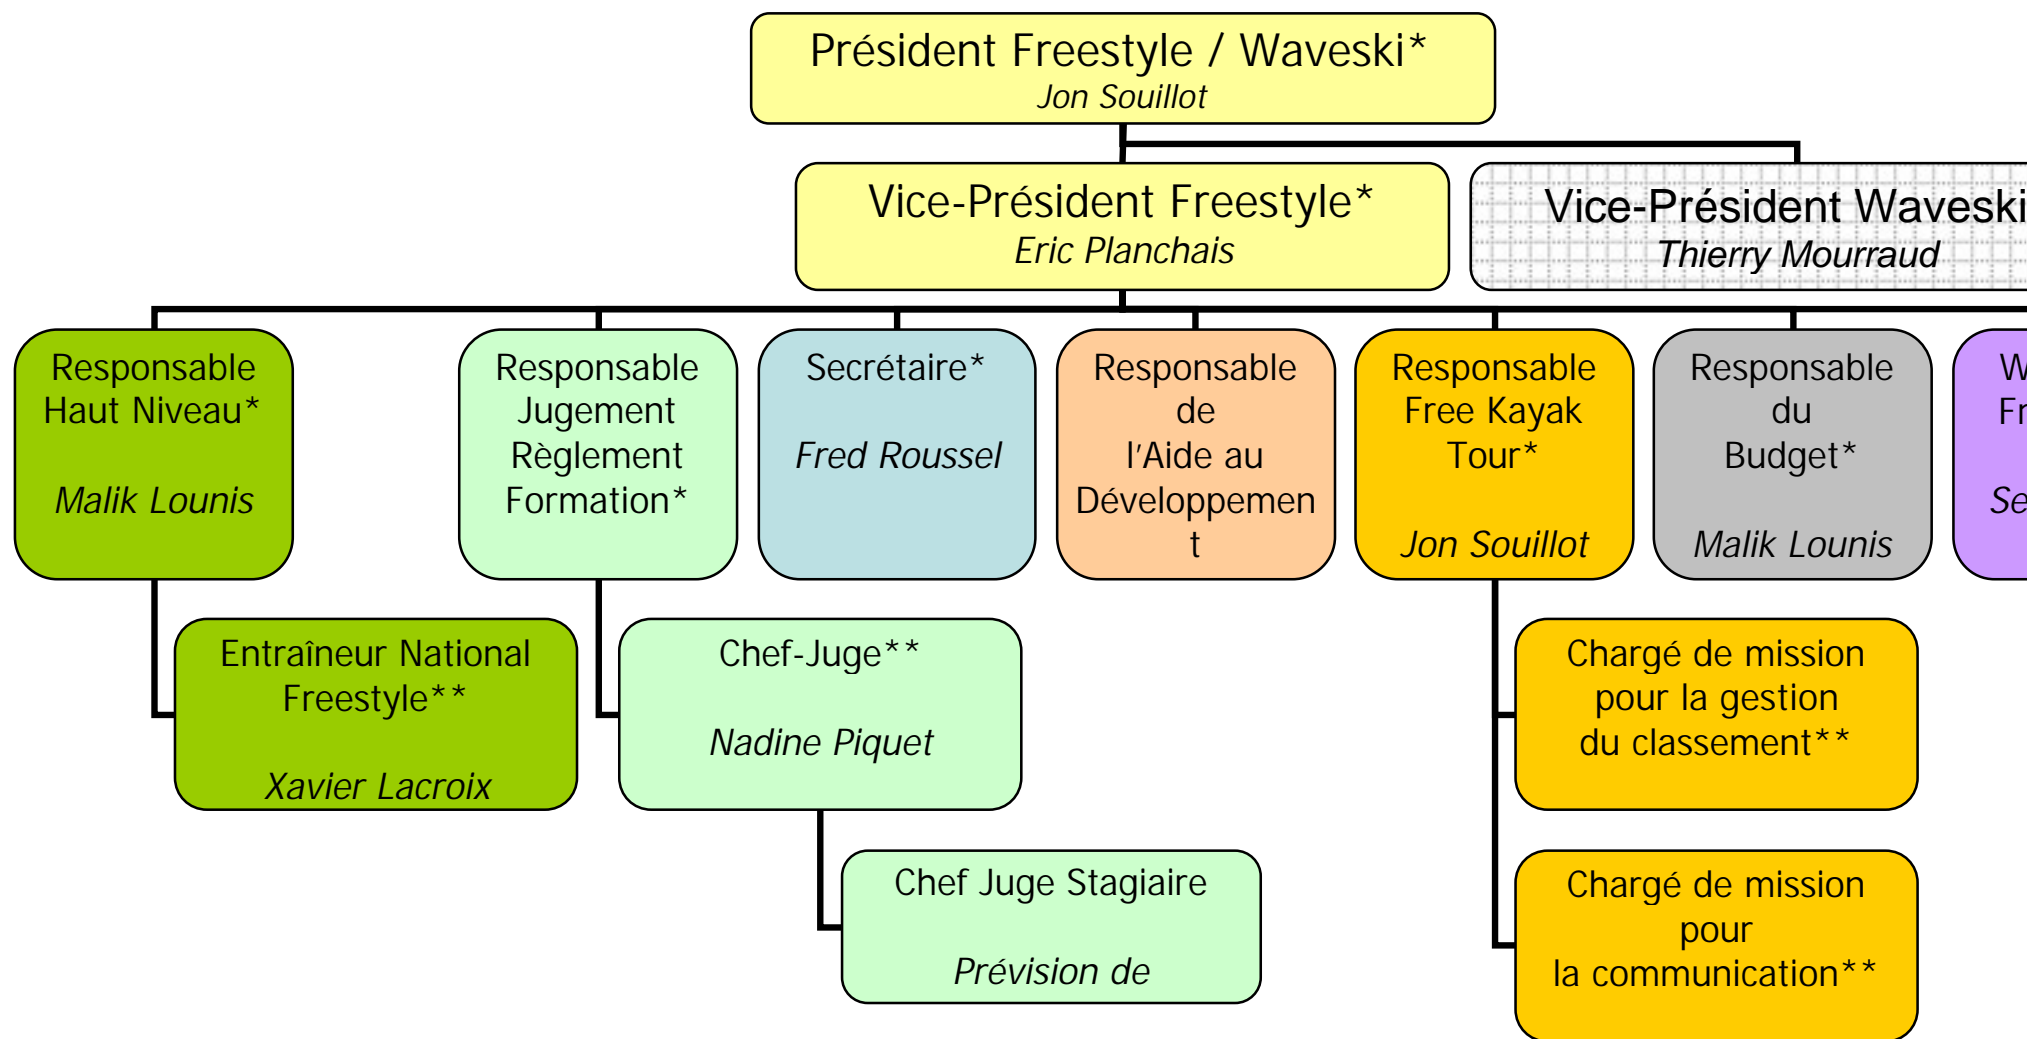 Président Freestyle / Waveski*
Jon Souillot
Vice-Président Freestyle*
Eric Planchais
Vice-Président Waveski
Thierry Mourraud
Responsable
Haut Niveau*
Malik Lounis
Responsable
Jugement
Règlement
Formation*
Secrétaire*
Fred Roussel
Responsable
de
l'Aide au
Développemen
t
Responsable
Free Kayak
Tour*
Jon Souillot
Responsable
du
Budget*
Malik Lounis
Entraîneur National
Freestyle**
Xavier Lacroix
Chef-Juge**
Nadine Piquet
Chargé de mission
pour la gestion
du classement**
Chef Juge Stagiaire
Prévision de
Chargé de mission
pour
la communication**